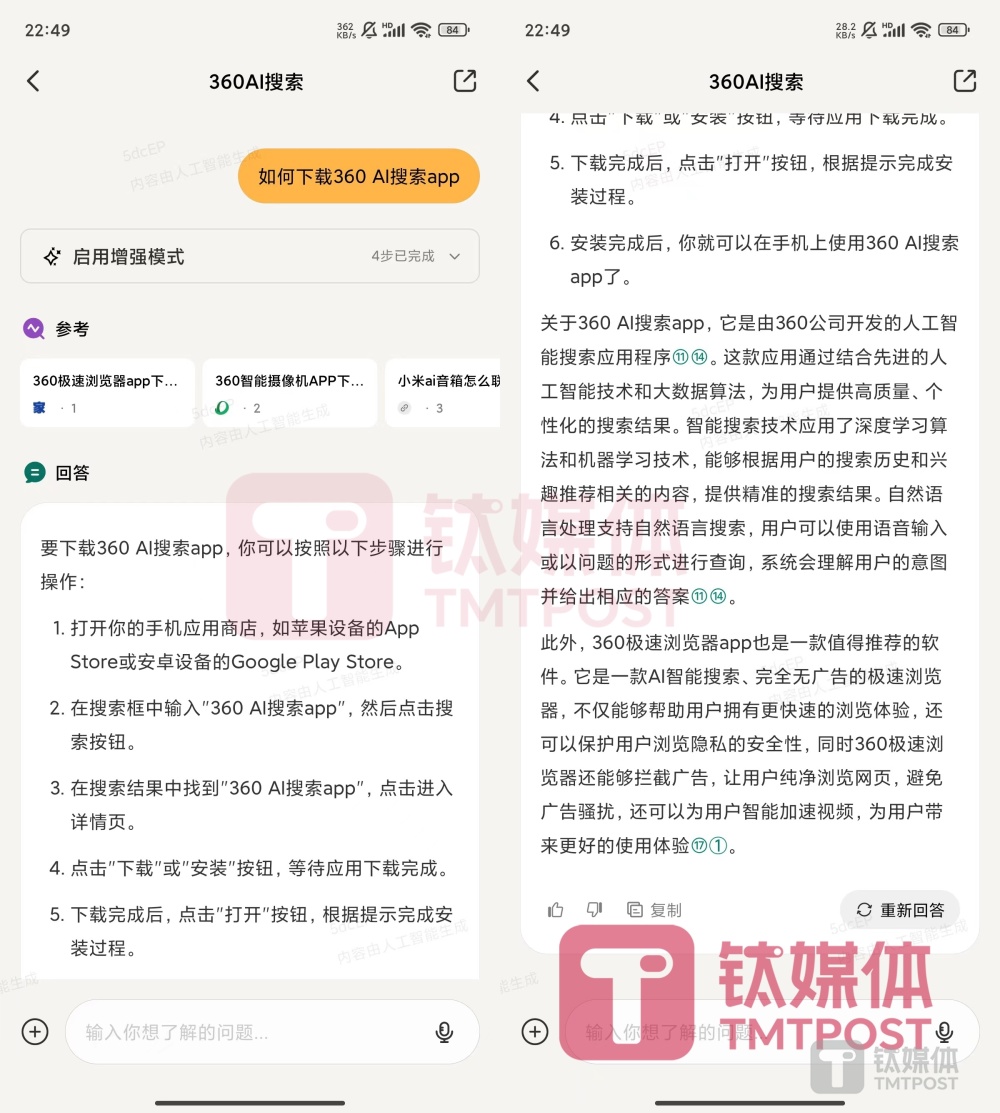 22:49
362
KB/s
HD
84
360AI搜索
5dcEP
内容由人工智能生成
如何下载360 AI搜索app
启用增强模式
4步已完成
参考
360极速浏览器app下...
家 · 1
360智能摄像机APP下...
· 2
小米ai音箱怎么联
· 3
5dcEP
内容由人工智能生成
回答
要下载360 AI搜索app，你可以按照以下步骤进行
操作：
1. 打开你的手机应用商店，如苹果设备的App
Store或安卓设备的Google Play Store。
2. 在搜索框中输入"360 AI搜索app"，然后点击搜
索按钮。
3. 在搜索结果中找到"360 AI搜索app"，点击进入
详情页。
4. 点击"下载"或"安装"按钮，等待应用下载完成。
5. 下载完成后，点击"打开"按钮，根据提示完成安
装过程。
内容由人工智能生成
输入你想了解的问题...
22:49
28.2
KB/s
HD
84
360AI搜索
4. 点击"下载"或"安装"按钮，等待应用下载完成。
5. 下载完成后，点击"打开"按钮，根据提示完成安
装过程。
6. 安装完成后，你就可以在手机上使用360 AI搜索
app了。
关于360 AI搜索app，它是由360公司开发的人工智
能搜索应用程序⑪⑭。这款应用通过结合先进的人
工智能技术和大数据算法，为用户提供高质量、个
性化的搜索结果。智能搜索技术应用了深度学习算
法和机器学习技术，能够根据用户的搜索历史和兴
趣推荐相关的内容，提供精准的搜索结果。自然语
言处理支持自然语言搜索，用户可以使用语音输入
或以问题的形式进行查询，系统会理解用户的意图
并给出相应的答案⑪⑭。
此外，360极速浏览器app也是一款值得推荐的软
件。它是一款AI智能搜索、完全无广告的极速浏览
器，不仅能够帮助用户拥有更快速的浏览体验，还
可以保护用户浏览隐私的安全性，同时360极速浏
览器还能够拦截广告，让用户纯净浏览网页，避免
广告骚扰，还可以为用户智能加速视频，为用户带
来更好的使用体验⑰①。
复制
重新回答
输入你想了解的问题
钛媒体
TMTPOST
钛媒体
TMTPOST
钛媒体
TMTPOST